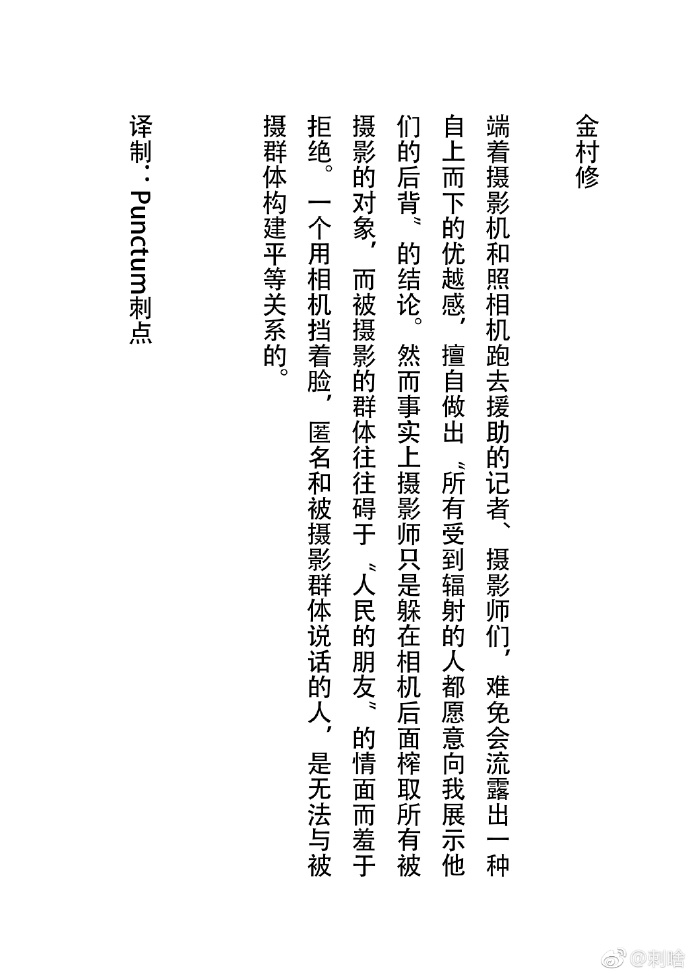 金村修
端着摄影机和照相机跑去援助的记者、摄影师们，难免会流露出一种
自上而下的优越感，擅自做出“所有受到辐射的人都愿意向我展示他
们的后背”的结论。然而事实上摄影师只是躲在相机后面榨取所有被
摄影的对象，而被摄影的群体往往碍于“人民的朋友”的情面而羞于
拒绝。一个用相机挡着脸，匿名和被摄影群体说话的人，是无法与被
摄群体构建平等关系的。
译制：Punctum刺点
@刺啥